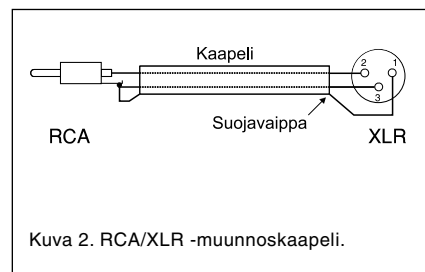 Kaapeli
2 1
3
Suojavaippa
RCA XLR
Kuva 2. RCA/XLR -muunnoskaapeli.